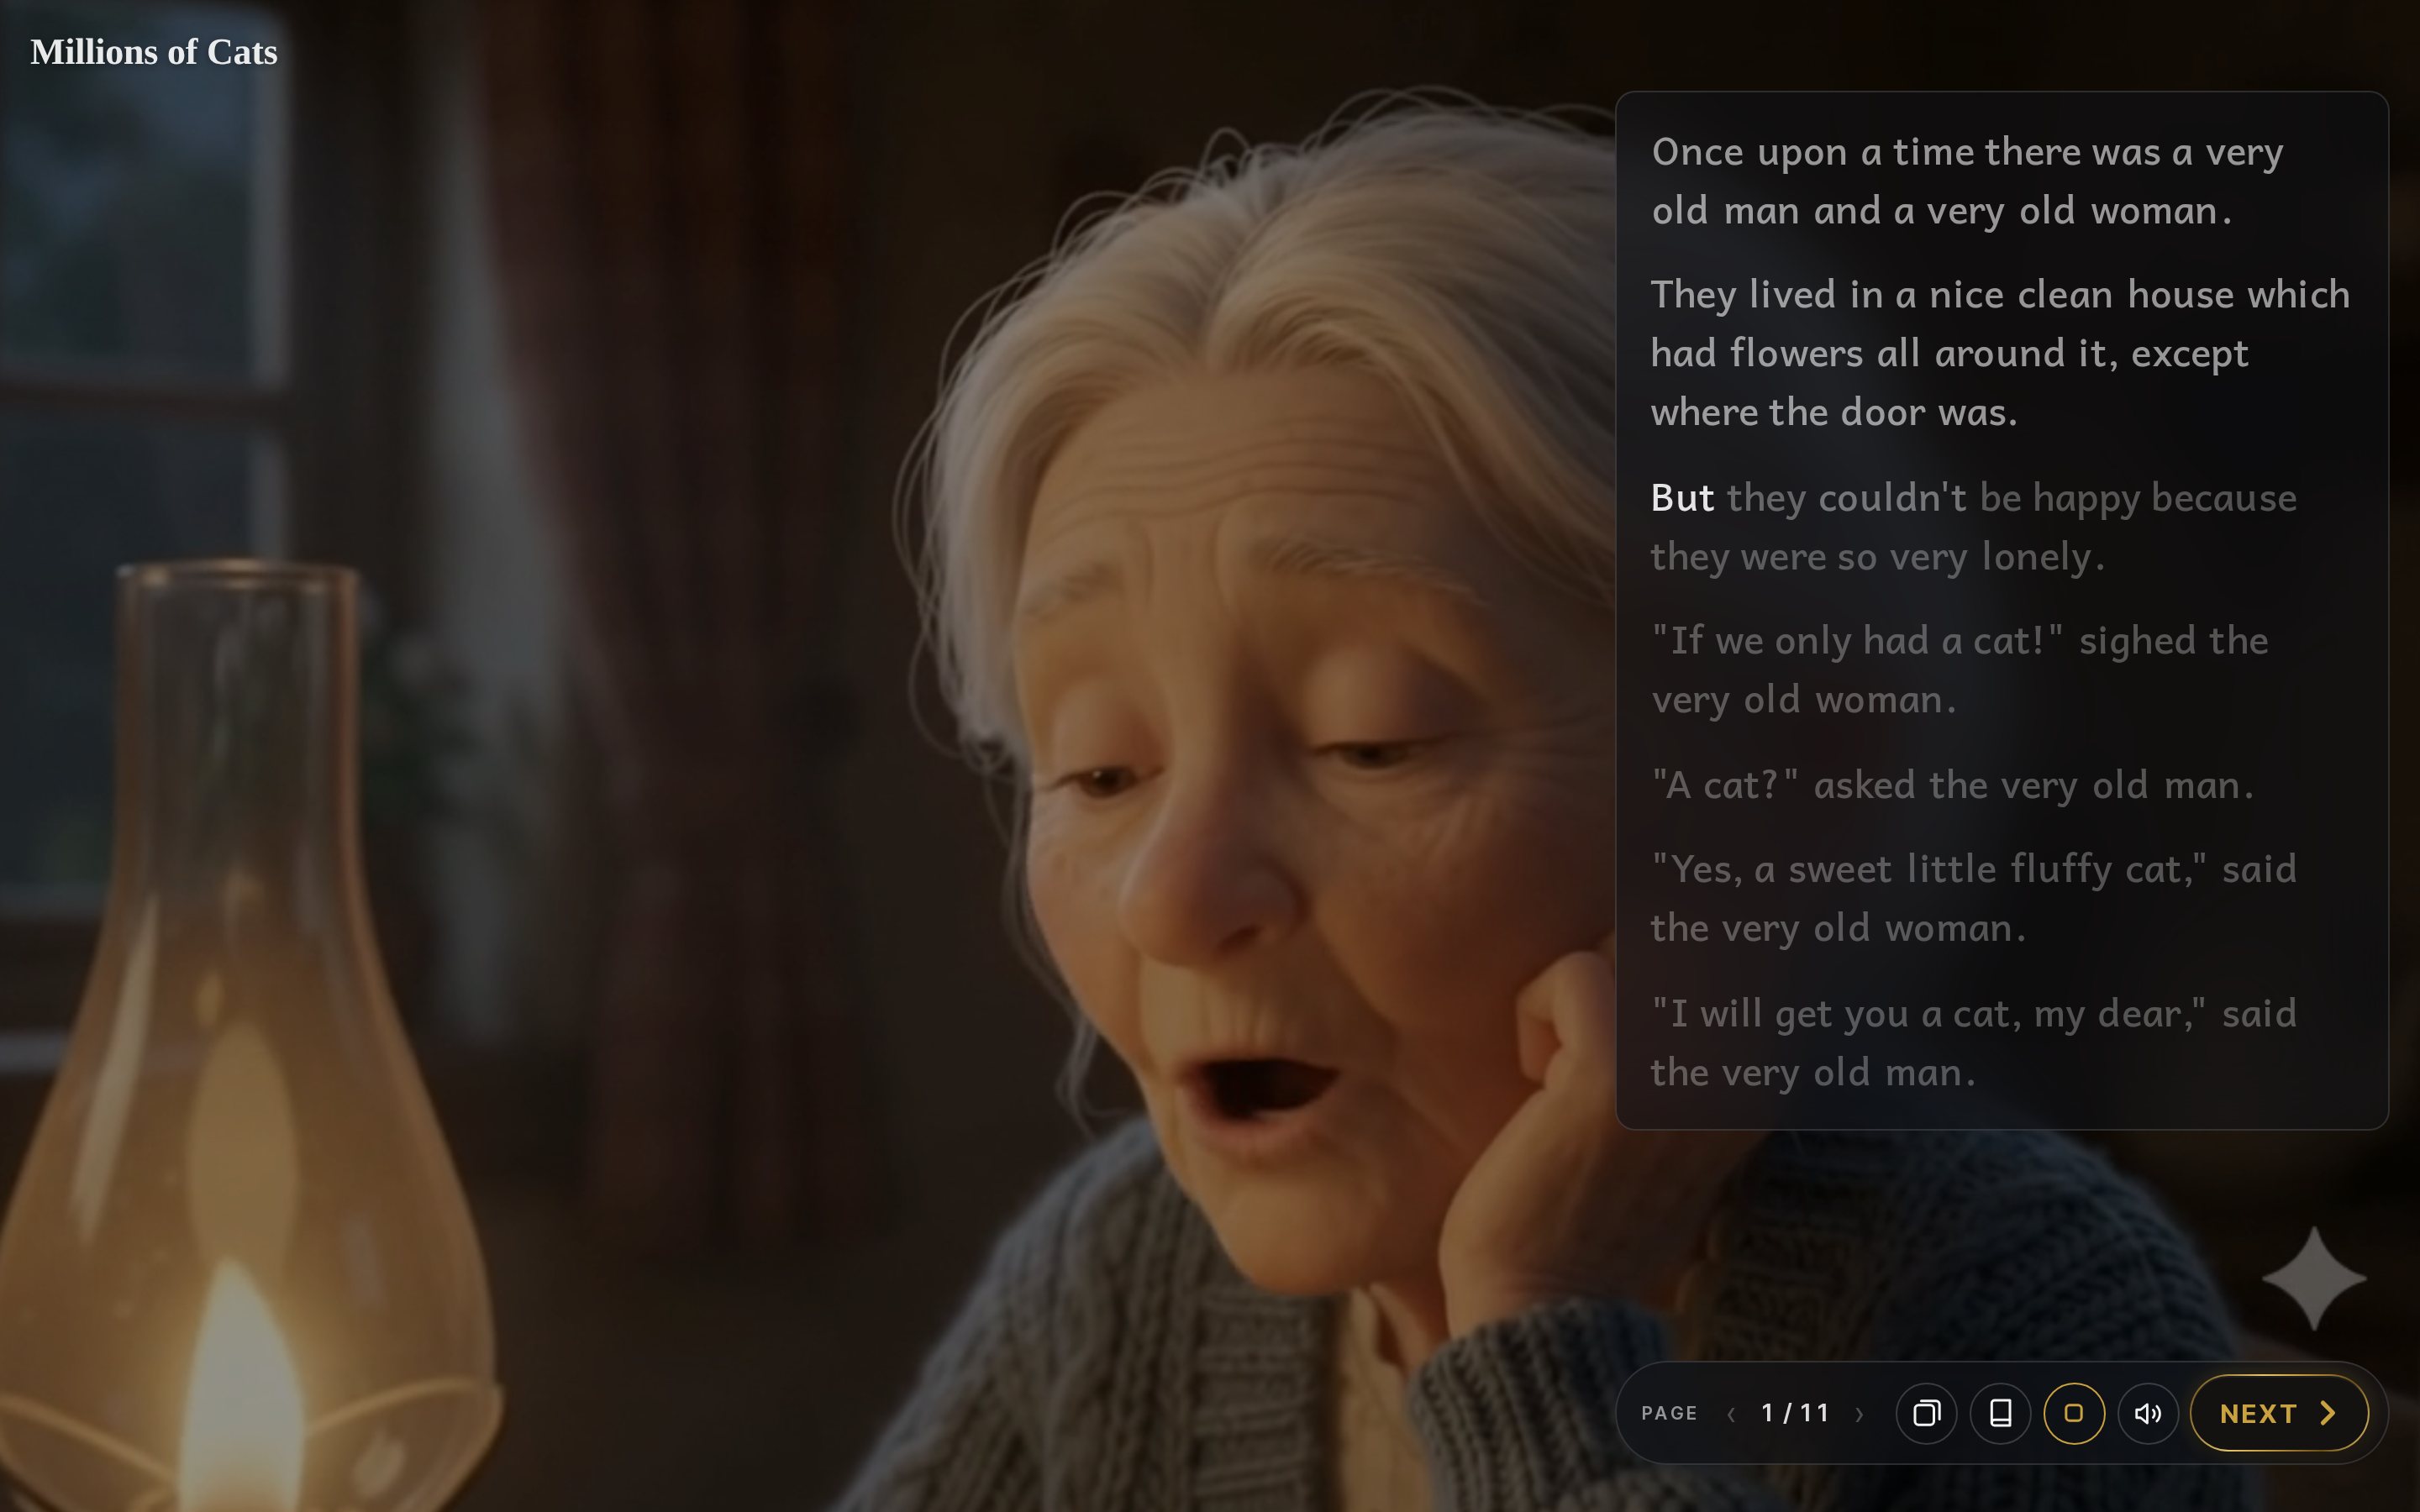 Millions of Cats
Once upon a time there was a very
old man and a very old woman.
They lived in a nice clean house which
had flowers all around it, except
where the door was.
But they couldn't be happy because
they were so very lonely.
"If we only had a cat!" sighed the
very old woman.
"A cat?" asked the very old man.
"Yes, a sweet little fluffy cat," said
the very old woman.
"I will get you a cat, my dear," said
the very old man.
PAGE ‹ 1 / 11 › NEXT